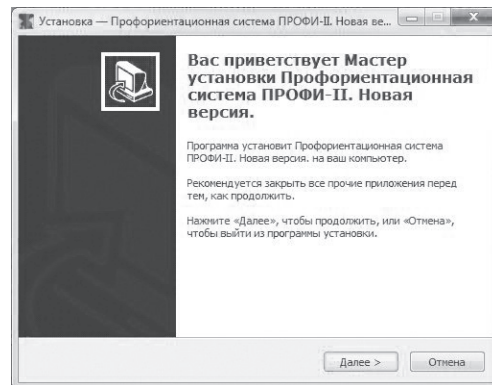 Установка — Профориентационная система ПРОФИ-II. Новая ве...
Вас приветствует Мастер
установки Профориентационная
система ПРОФИ-II. Новая
версия.
Программа установит Профориентационная система
ПРОФИ-II. Новая версия. на ваш компьютер.
Рекомендуется закрыть все прочие приложения перед
тем, как продолжить.
Нажмите «Далее», чтобы продолжить, или «Отмена»,
чтобы выйти из программы установки.
Далее >
Отмена